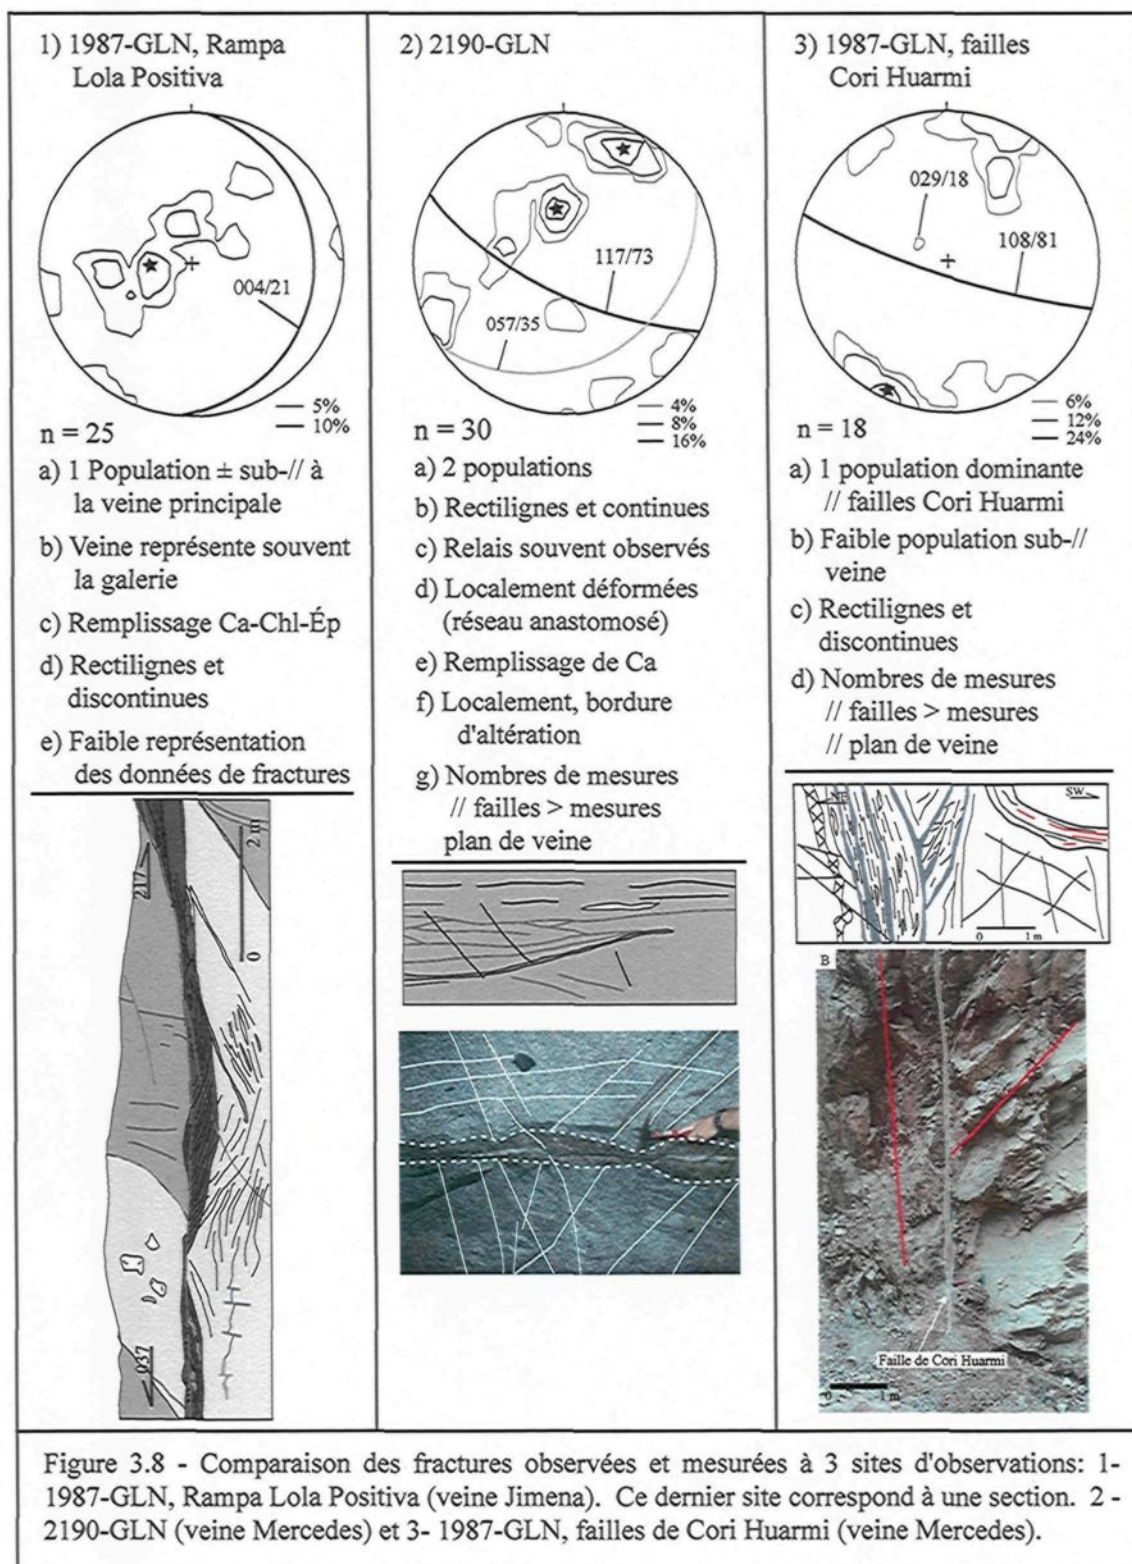 1) 1987-GLN, Rampa
Lola Positiva
004/21
5%
10%
n = 25
a) 1 Population ± sub-// à
la veine principale
b) Veine représente souvent
la galerie
c) Remplissage Ca-Chl-Ép
d) Rectilignes et
discontinues
e) Faible représentation
des données de fractures
217
2 m
0
037
2) 2190-GLN
117/73
057/35
4%
8%
16%
n = 30
a) 2 populations
b) Rectilignes et continues
c) Relais souvent observés
d) Localement déformées
(réseau anastomosé)
e) Remplissage de Ca
f) Localement, bordure
d'altération
g) Nombres de mesures
// failles > mesures
plan de veine
3) 1987-GLN, failles
Cori Huarmi
029/18
108/81
6%
12%
24%
n = 18
a) 1 population dominante
// failles Cori Huarmi
b) Faible population sub-//
veine
c) Rectilignes et
discontinues
d) Nombres de mesures
// failles > mesures
// plan de veine
NE
SW
0 1 m
B
Faille de Cori Huarmi
0 1 m
Figure 3.8 - Comparaison des fractures observées et mesurées à 3 sites d'observations: 1-
1987-GLN, Rampa Lola Positiva (veine Jimena). Ce dernier site correspond à une section. 2 -
2190-GLN (veine Mercedes) et 3- 1987-GLN, failles de Cori Huarmi (veine Mercedes).